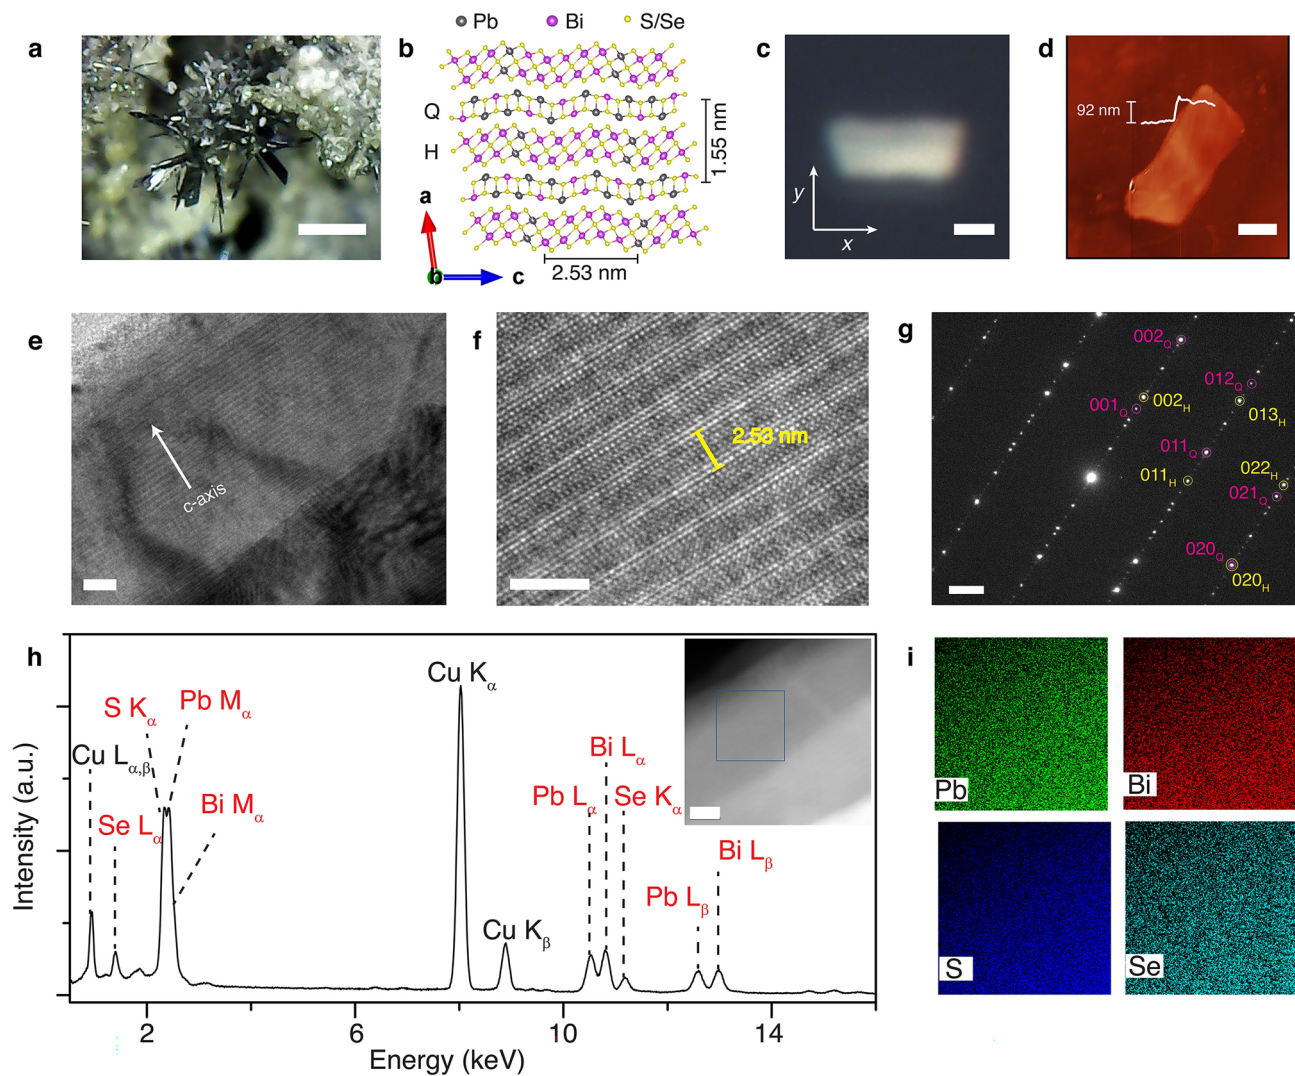 a
b
Pb
Bi
S/Se
Q
H
1.55 nm
a
b
c
2.53 nm
c
y
x
d
92 nm
e
c-axis
f
2.53 nm
g
002Q
012Q
001Q
002H
013H
011Q
011H
022H
021Q
020Q
020H
h
Cu Kα
S Kα
Pb Mα
Cu Lα,β
Bi Mα
Se Lα
Bi Lα
Pb Lα
Se Kα
Bi Lβ
Pb Lβ
Cu Kβ
Intensity (a.u.)
2
6
10
14
Energy (keV)
i
Pb
Bi
S
Se